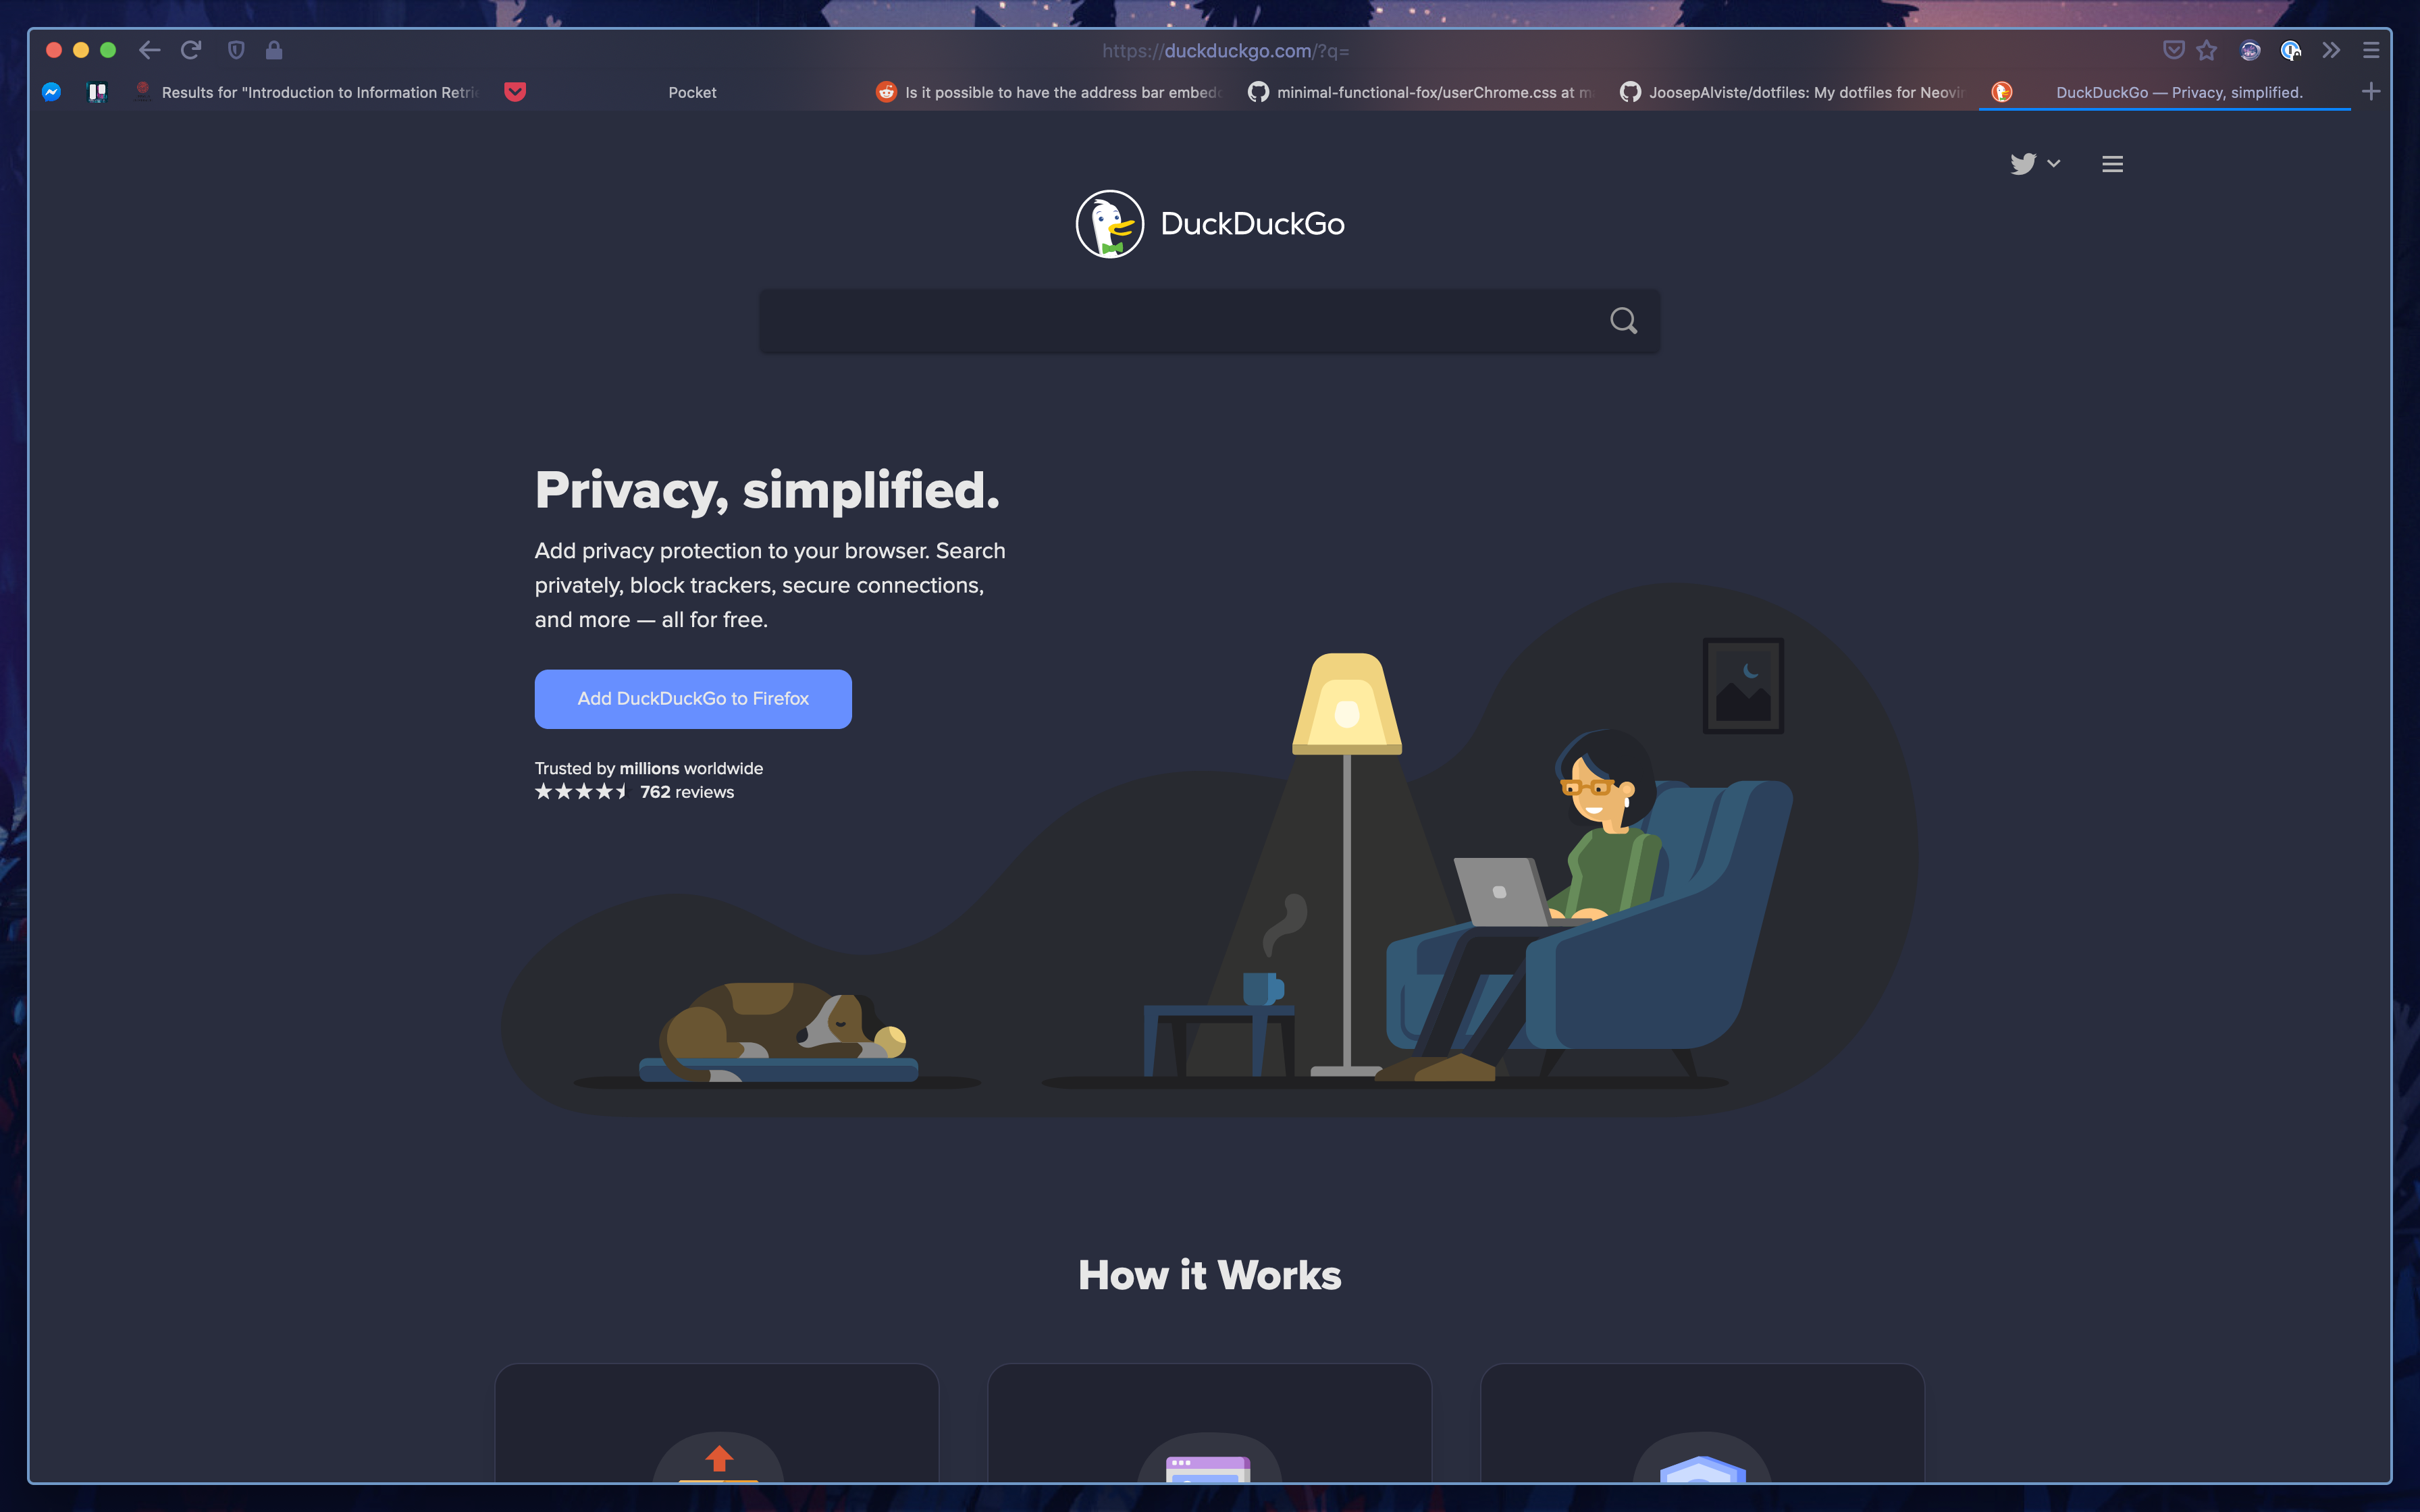 https://duckduckgo.com/?q=
Results for "Introduction to Information Retri
Pocket
Is it possible to have the address bar embed
minimal-functional-fox/userChrome.css at m
JoosepAlviste/dotfiles: My dotfiles for Neovi
DuckDuckGo — Privacy, simplified.
DuckDuckGo
Privacy, simplified.
Add privacy protection to your browser. Search
privately, block trackers, secure connections,
and more — all for free.
Add DuckDuckGo to Firefox
Trusted by millions worldwide
762 reviews
How it Works